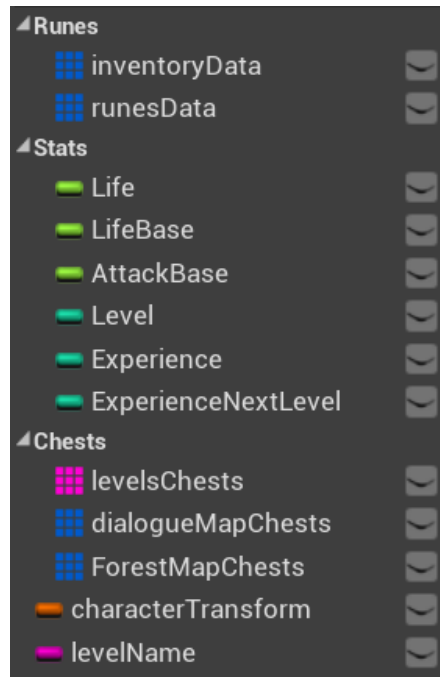 Runes
inventoryData
runesData
Stats
Life
LifeBase
AttackBase
Level
Experience
ExperienceNextLevel
Chests
levelsChests
dialogueMapChests
ForestMapChests
characterTransform
levelName